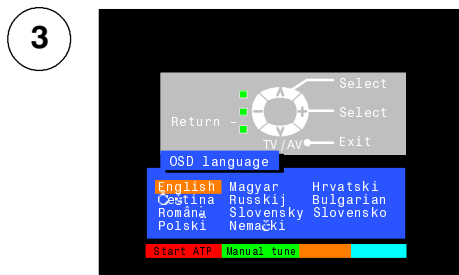 3
Select
Select
Return –
TV/AV
Exit
OSD language
English Magyar Hrvatski
Čeština Russkij Bulgarian
Română Slovensky Slovensko
Polski Nemački
Start ATP Manual tune